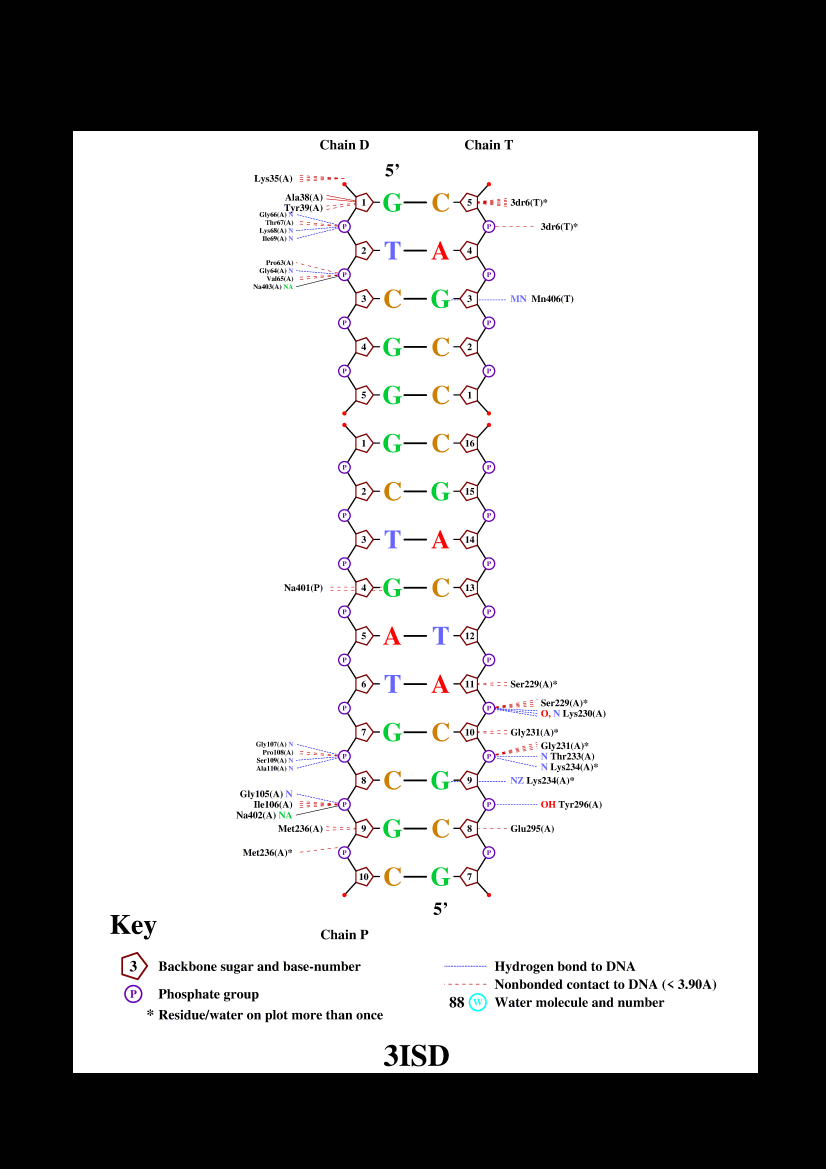 Chain D Chain T
5'
Lys35(A)
Ala38(A) 1 G C 5 3dr6(T)*
Tyr39(A)
Gly66(A) N
Thr67(A) P P 3dr6(T)*
Lys68(A) N
Ile69(A) N
2 T A 4
Pro63(A)
Gly64(A) N P P
Val65(A)
Na403(A) NA
3 C G 3 MN Mn406(T)
P P
4 G C 2
P P
5 G C 1
1 G C 16
P P
2 C G 15
P P
3 T A 14
P P
Na401(P) 4 G C 13
P P
5 A T 12
P P
6 T A 11 Ser229(A)*
Ser229(A)*
P P
O, N Lys230(A)
7 G C 10 Gly231(A)*
Gly107(A) N Gly231(A)*
Pro108(A) P P N Thr233(A)
Ser109(A) N
Ala110(A) N N Lys234(A)*
8 C G 9 NZ Lys234(A)*
Gly105(A) N
Ile106(A) P P OH Tyr296(A)
Na402(A) NA
Met236(A) 9 G C 8 Glu295(A)
Met236(A)* P P
10 C G 7
5'
Key
Chain P
3 Backbone sugar and base-number Hydrogen bond to DNA
Nonbonded contact to DNA (< 3.90A)
P Phosphate group 88 W Water molecule and number
* Residue/water on plot more than once
3ISD